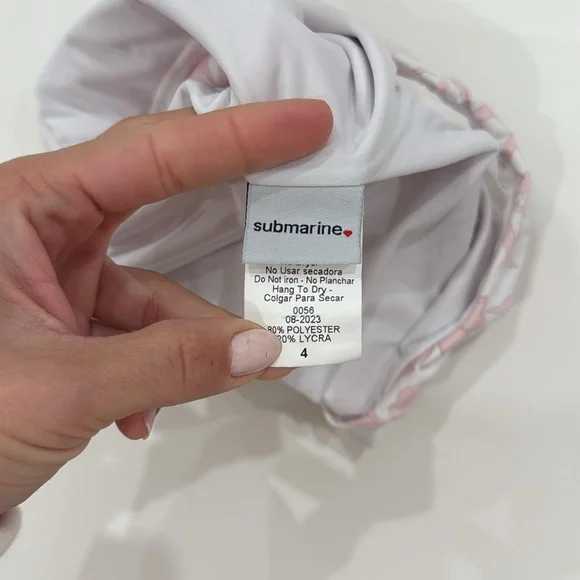 submarine
No Usar secadora
Do Not iron - No Planchar
Hang To Dry -
Colgar Para Secar
0056
08-2023
80% POLYESTER
20% LYCRA
4